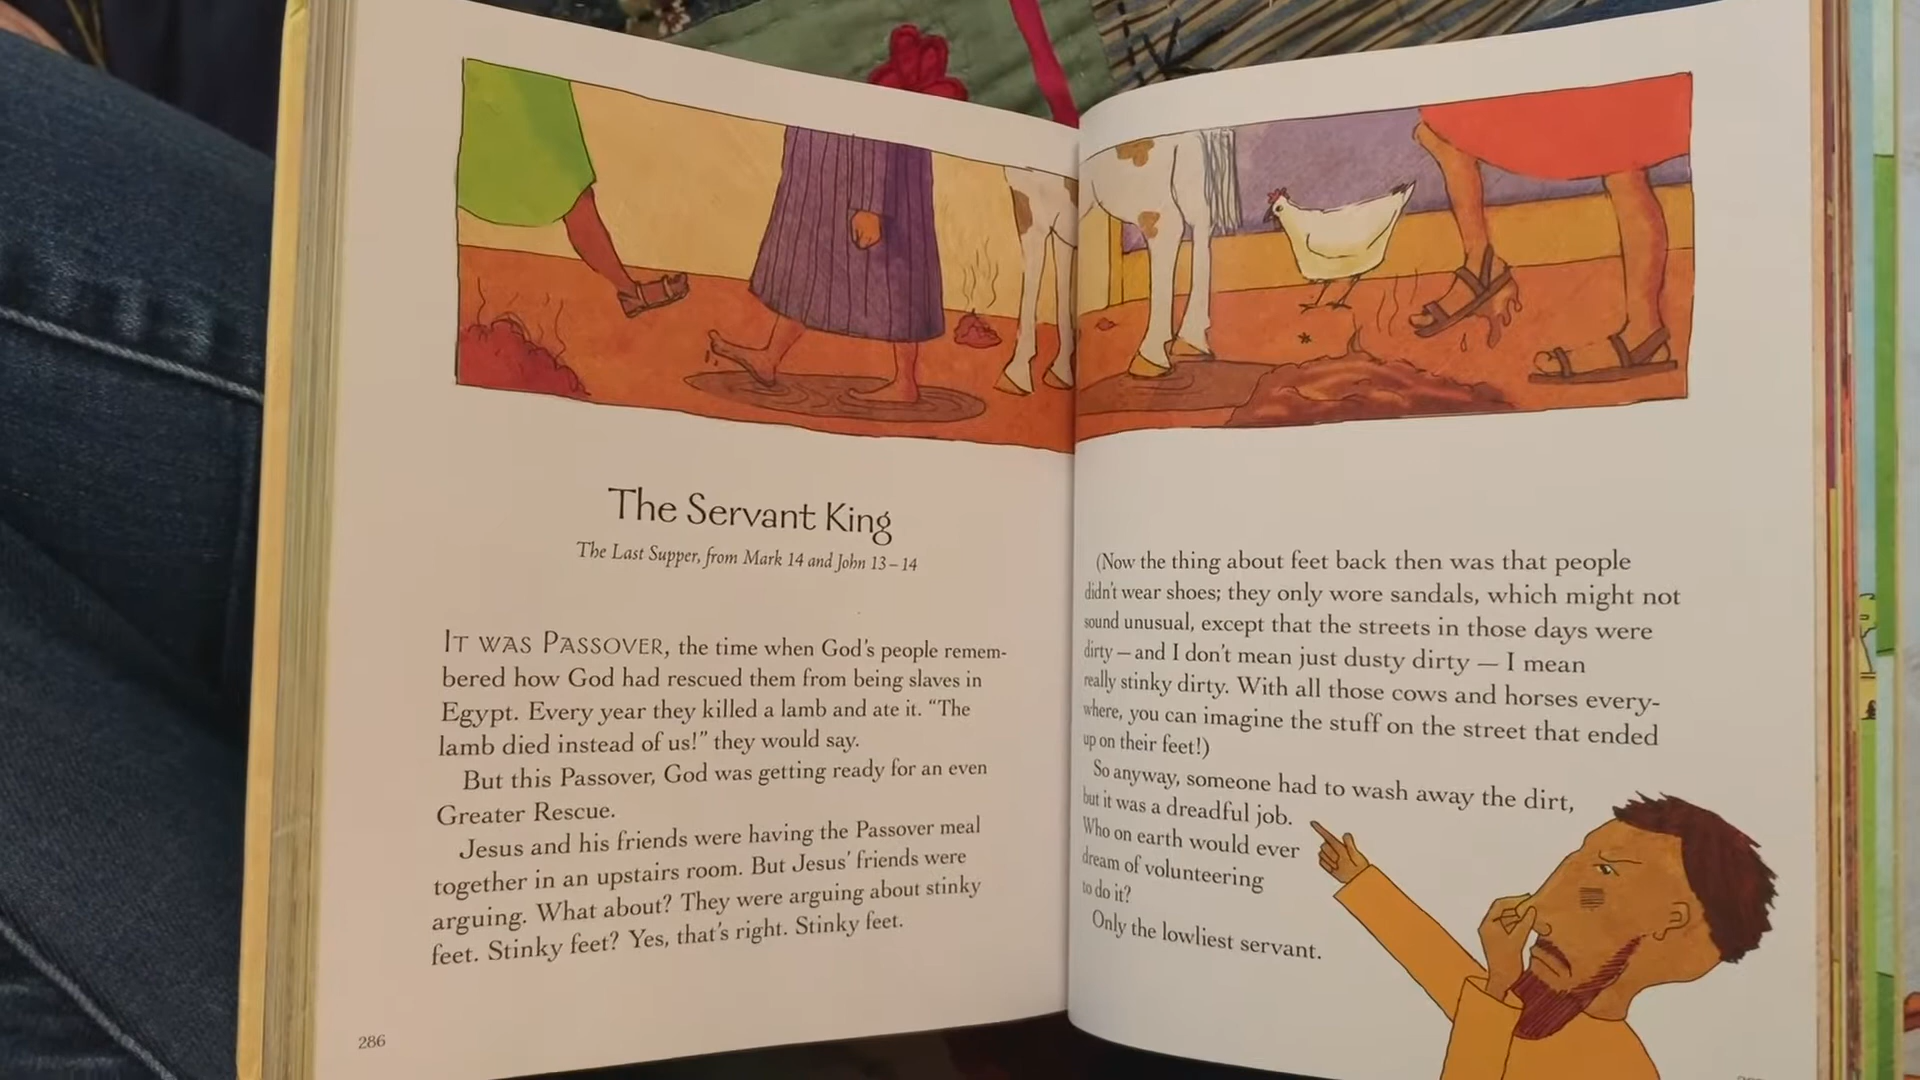 The Servant King
The Last Supper, from Mark 14 and John 13–14
IT WAS PASSOVER, the time when God's people remem-
bered how God had rescued them from being slaves in
Egypt. Every year they killed a lamb and ate it. “The
lamb died instead of us!” they would say.
But this Passover, God was getting ready for an even
Greater Rescue.
Jesus and his friends were having the Passover meal
together in an upstairs room. But Jesus' friends were
arguing. What about? They were arguing about stinky
feet. Stinky feet? Yes, that's right. Stinky feet.
286
(Now the thing about feet back then was that people
didn't wear shoes; they only wore sandals, which might not
sound unusual, except that the streets in those days were
dirty — and I don't mean just dusty dirty — I mean
really stinky dirty. With all those cows and horses every-
where, you can imagine the stuff on the street that ended
up on their feet!)
So anyway, someone had to wash away the dirt,
but it was a dreadful job.
Who on earth would ever
dream of volunteering
to do it?
Only the lowliest servant.